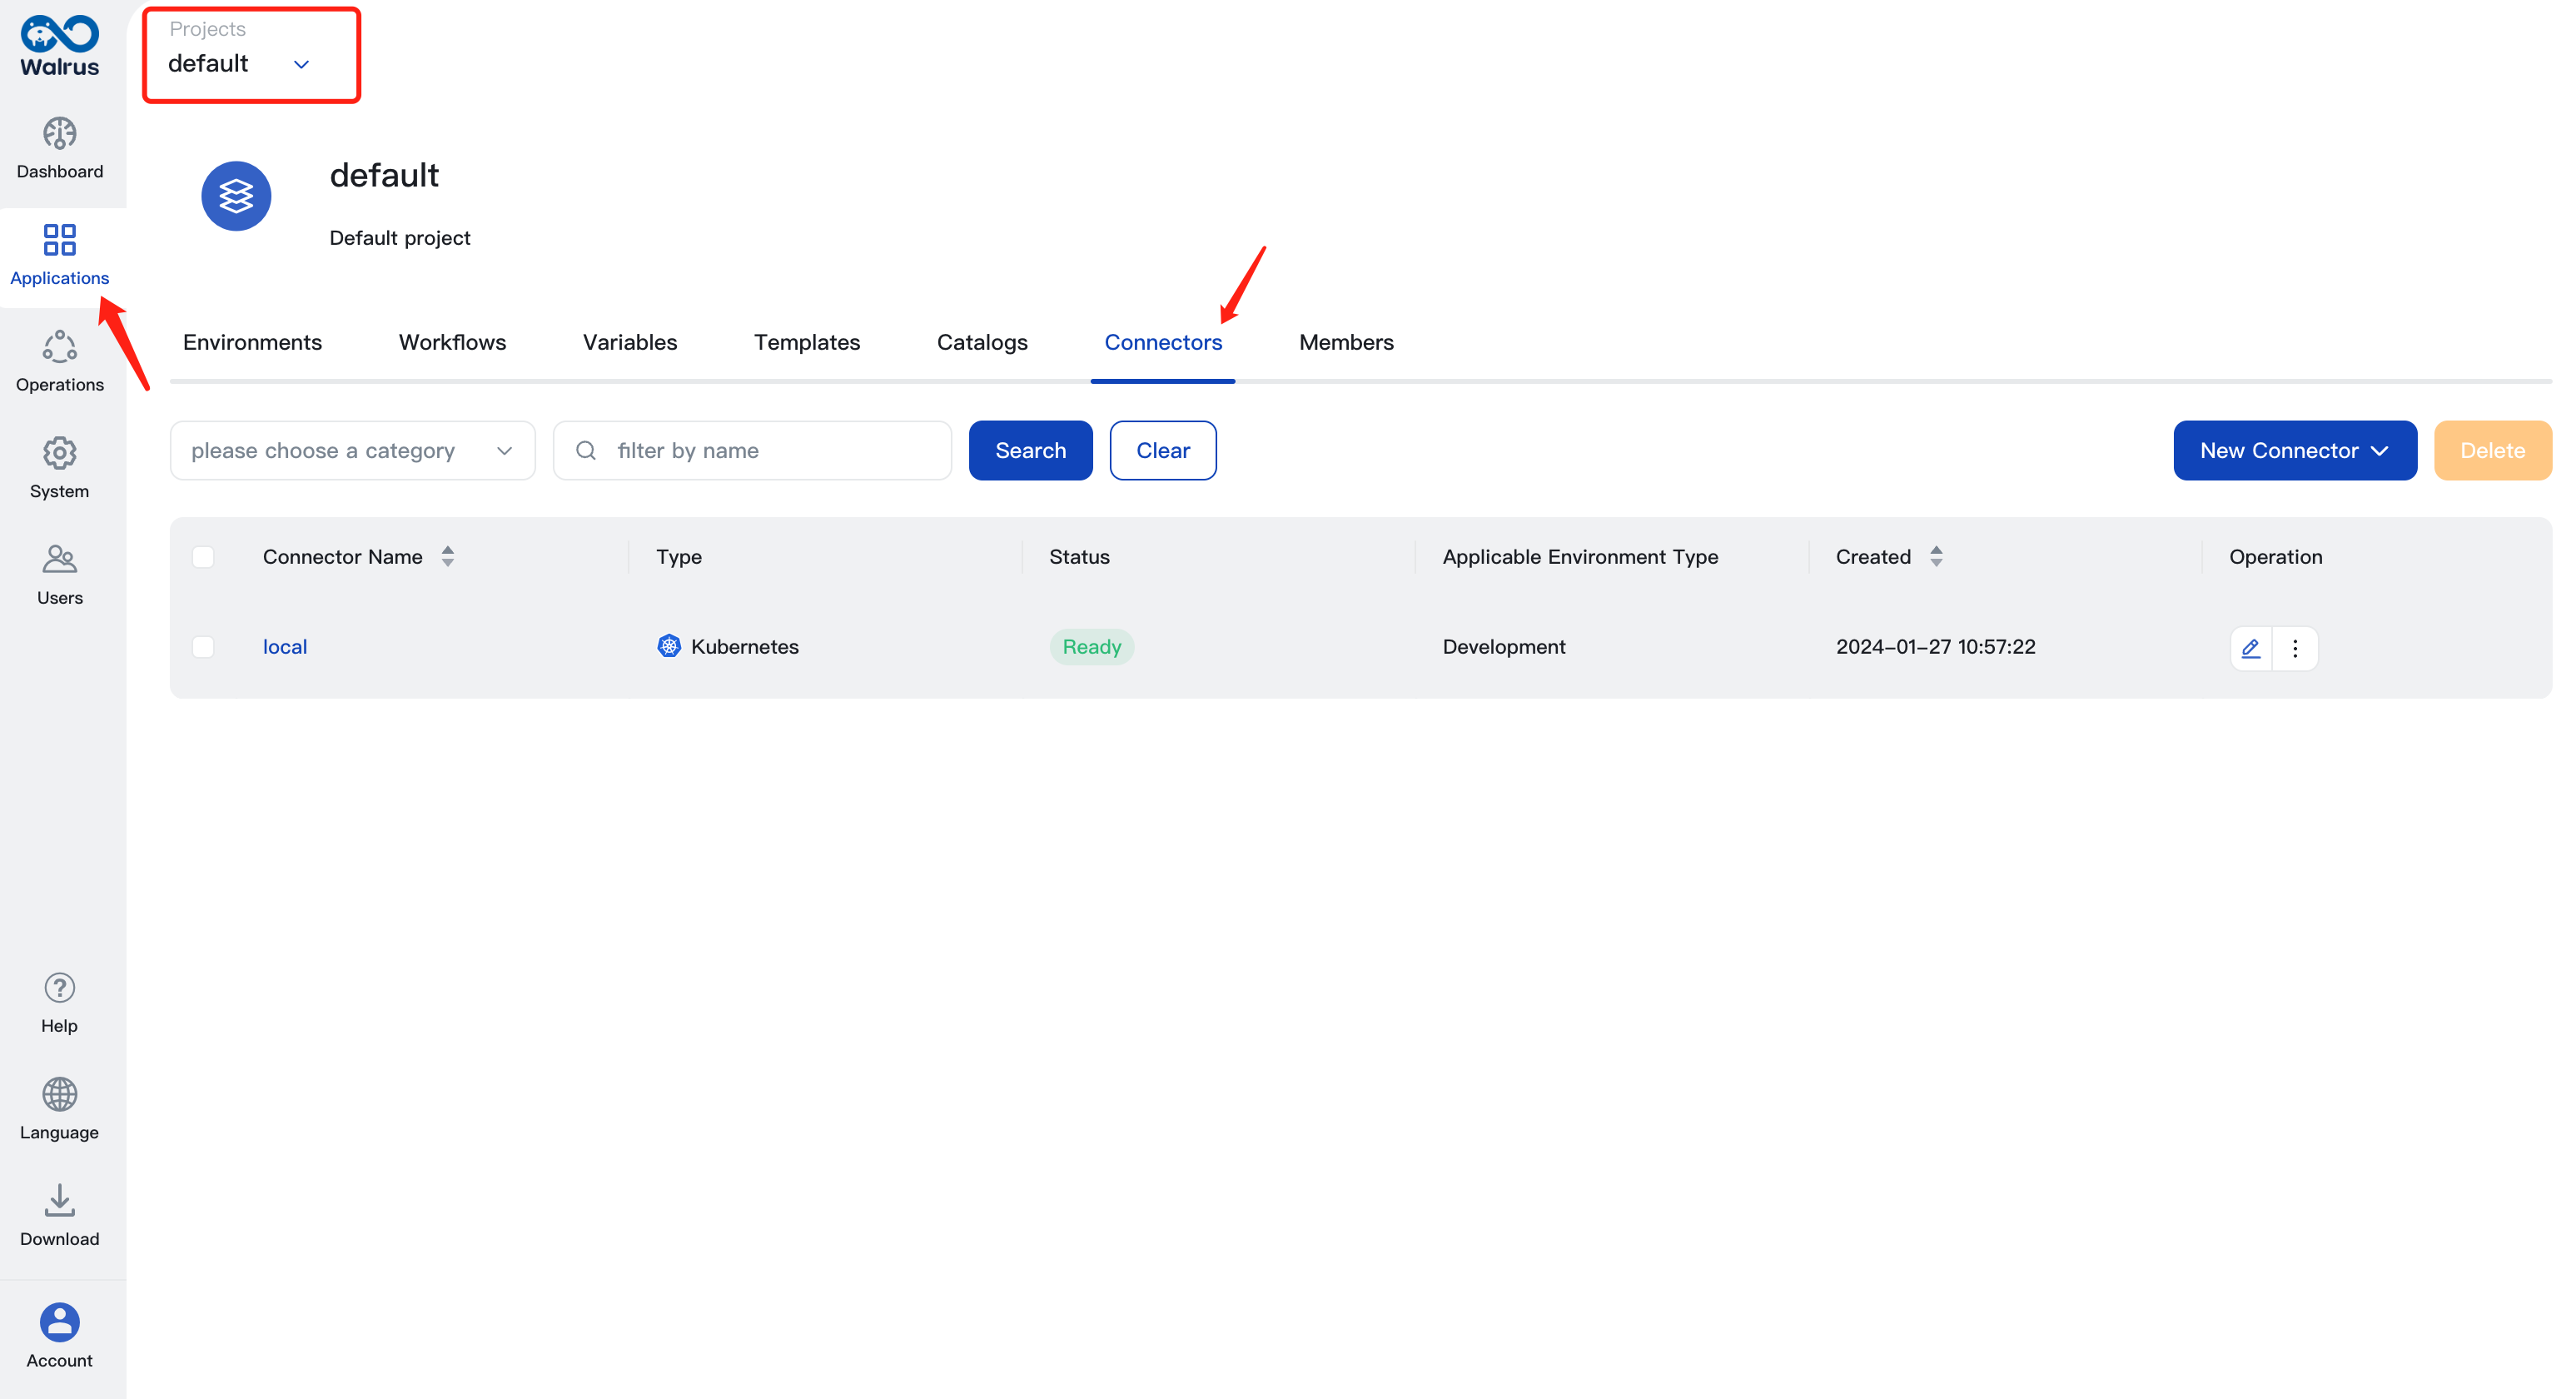 Walrus
Dashboard
Applications
Operations
System
Users
Help
Language
Download
Account
Projects
default
default
Default project
Environments Workflows Variables Templates Catalogs Connectors Members
please choose a category filter by name Search Clear New Connector Delete
Connector Name Type Status Applicable Environment Type Created Operation
local Kubernetes Ready Development 2024-01-27 10:57:22